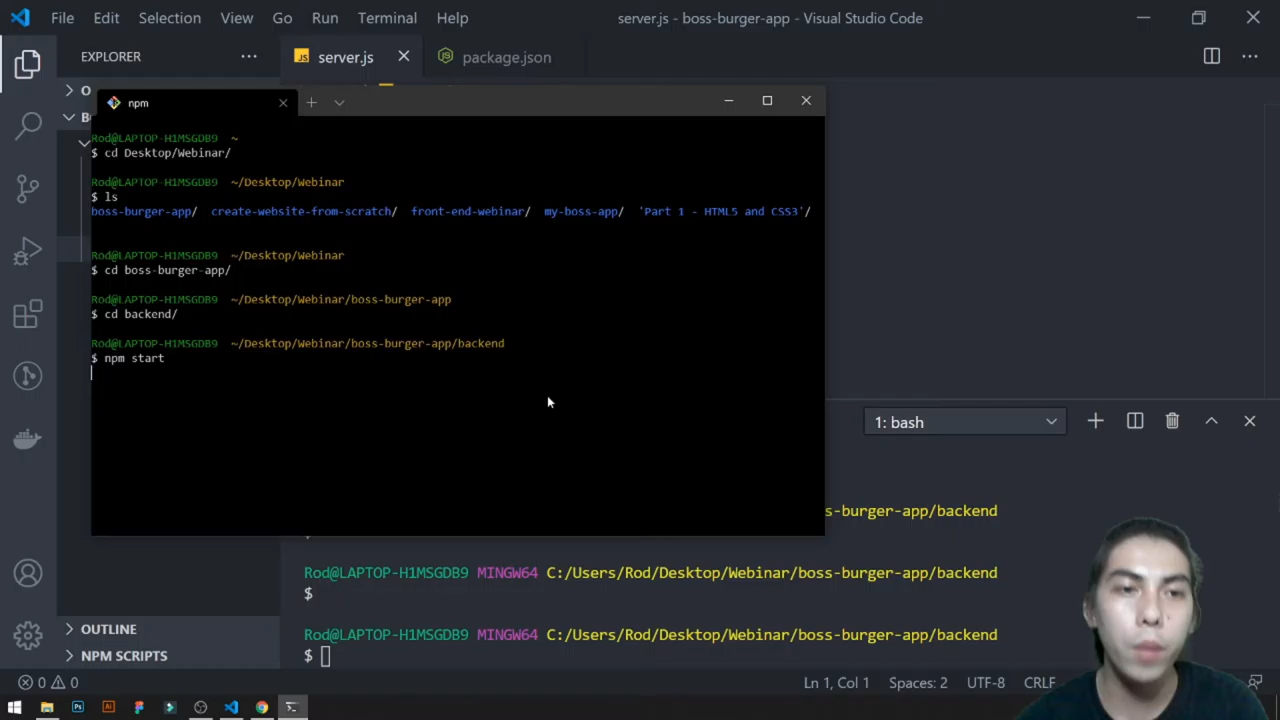 File Edit Selection View Go Run Terminal Help server.js - boss-burger-app - Visual Studio Code
EXPLORER ... JS server.js package.json ...
npm
Rod@LAPTOP-H1MSGDB9 ~
$ cd Desktop/Webinar/
Rod@LAPTOP-H1MSGDB9 ~/Desktop/Webinar
$ ls
boss-burger-app/ create-website-from-scratch/ front-end-webinar/ my-boss-app/ 'Part 1 - HTML5 and CSS3'/
Rod@LAPTOP-H1MSGDB9 ~/Desktop/Webinar
$ cd boss-burger-app/
Rod@LAPTOP-H1MSGDB9 ~/Desktop/Webinar/boss-burger-app
$ cd backend/
Rod@LAPTOP-H1MSGDB9 ~/Desktop/Webinar/boss-burger-app/backend
$ npm start
1: bash
s-burger-app/backend
Rod@LAPTOP-H1MSGDB9 MINGW64 C:/Users/Rod/Desktop/Webinar/boss-burger-app/backend
$
Rod@LAPTOP-H1MSGDB9 MINGW64 C:/Users/Rod/Desktop/Webinar/boss-burger-app/backend
$
OUTLINE
NPM SCRIPTS
0 0 Ln 1, Col 1 Spaces: 2 UTF-8 CRLF
Ps Ai